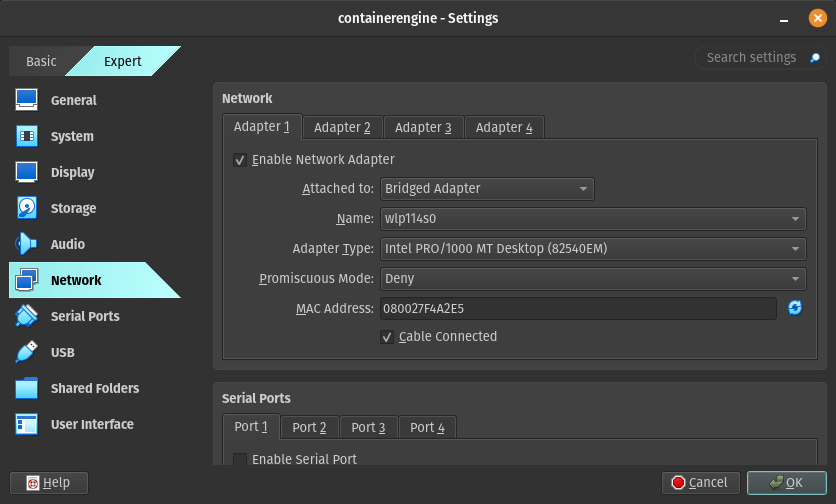 containerengine - Settings
Basic
Expert
Search settings
General
System
Display
Storage
Audio
Network
Serial Ports
USB
Shared Folders
User Interface
Network
Adapter 1
Adapter 2
Adapter 3
Adapter 4
Enable Network Adapter
Attached to: Bridged Adapter
Name: wlp114s0
Adapter Type: Intel PRO/1000 MT Desktop (82540EM)
Promiscuous Mode: Deny
MAC Address: 080027F4A2E5
Cable Connected
Serial Ports
Port 1
Port 2
Port 3
Port 4
Enable Serial Port
Help
Cancel
OK